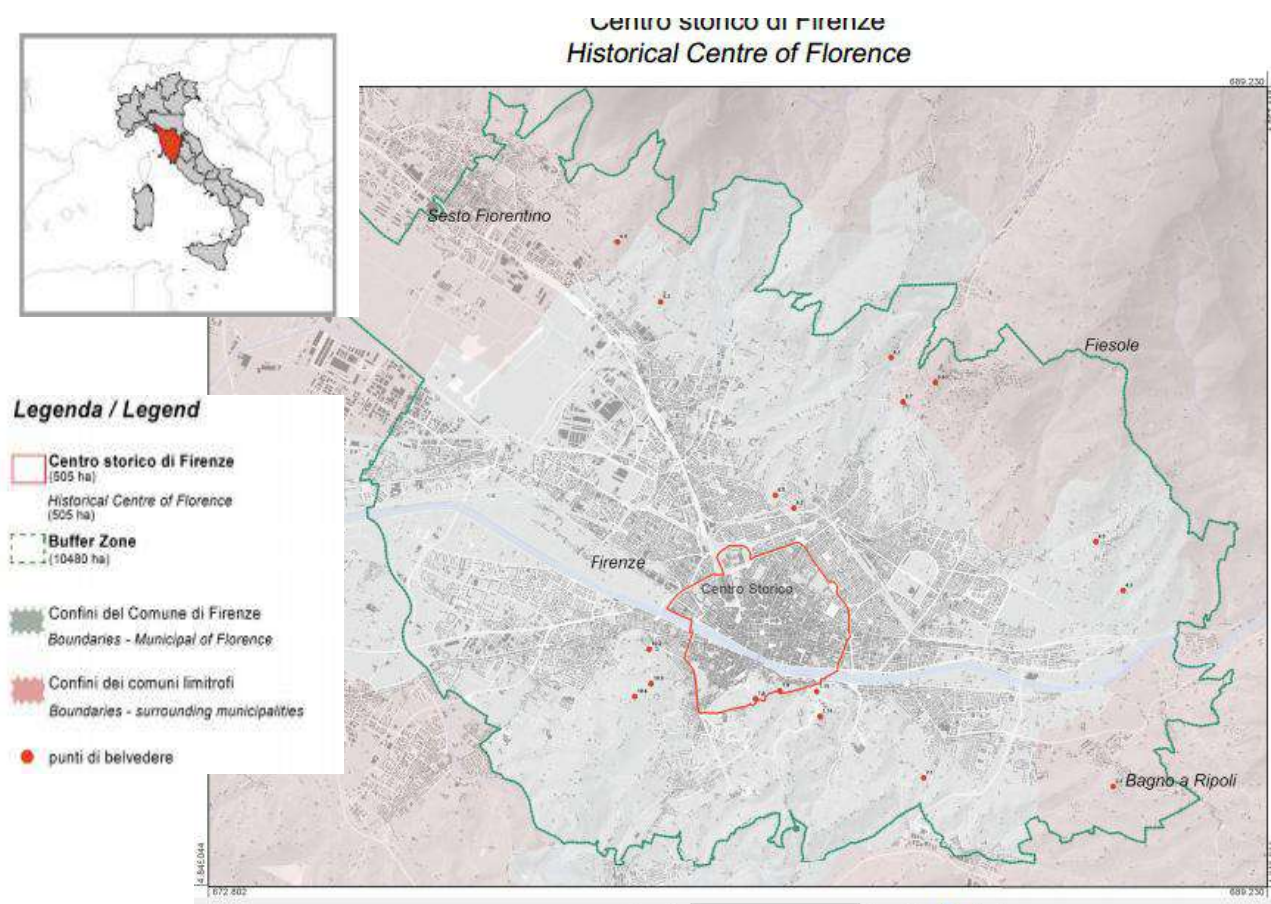 Centro storico di Firenze
Historical Centre of Florence
689.230
Sesto Fiorentino
Fiesole
Legenda / Legend
Centro storico di Firenze
(505 ha)
Historical Centre of Florence
(505 ha)
Buffer Zone
(10480 ha)
Firenze
Centro Storico
Confini del Comune di Firenze
Boundaries - Municipal of Florence
Confini dei comuni limitrofi
Boundaries - surrounding municipalities
punti di belvedere
Bagno a Ripoli
4.845.044
672.802
689.230